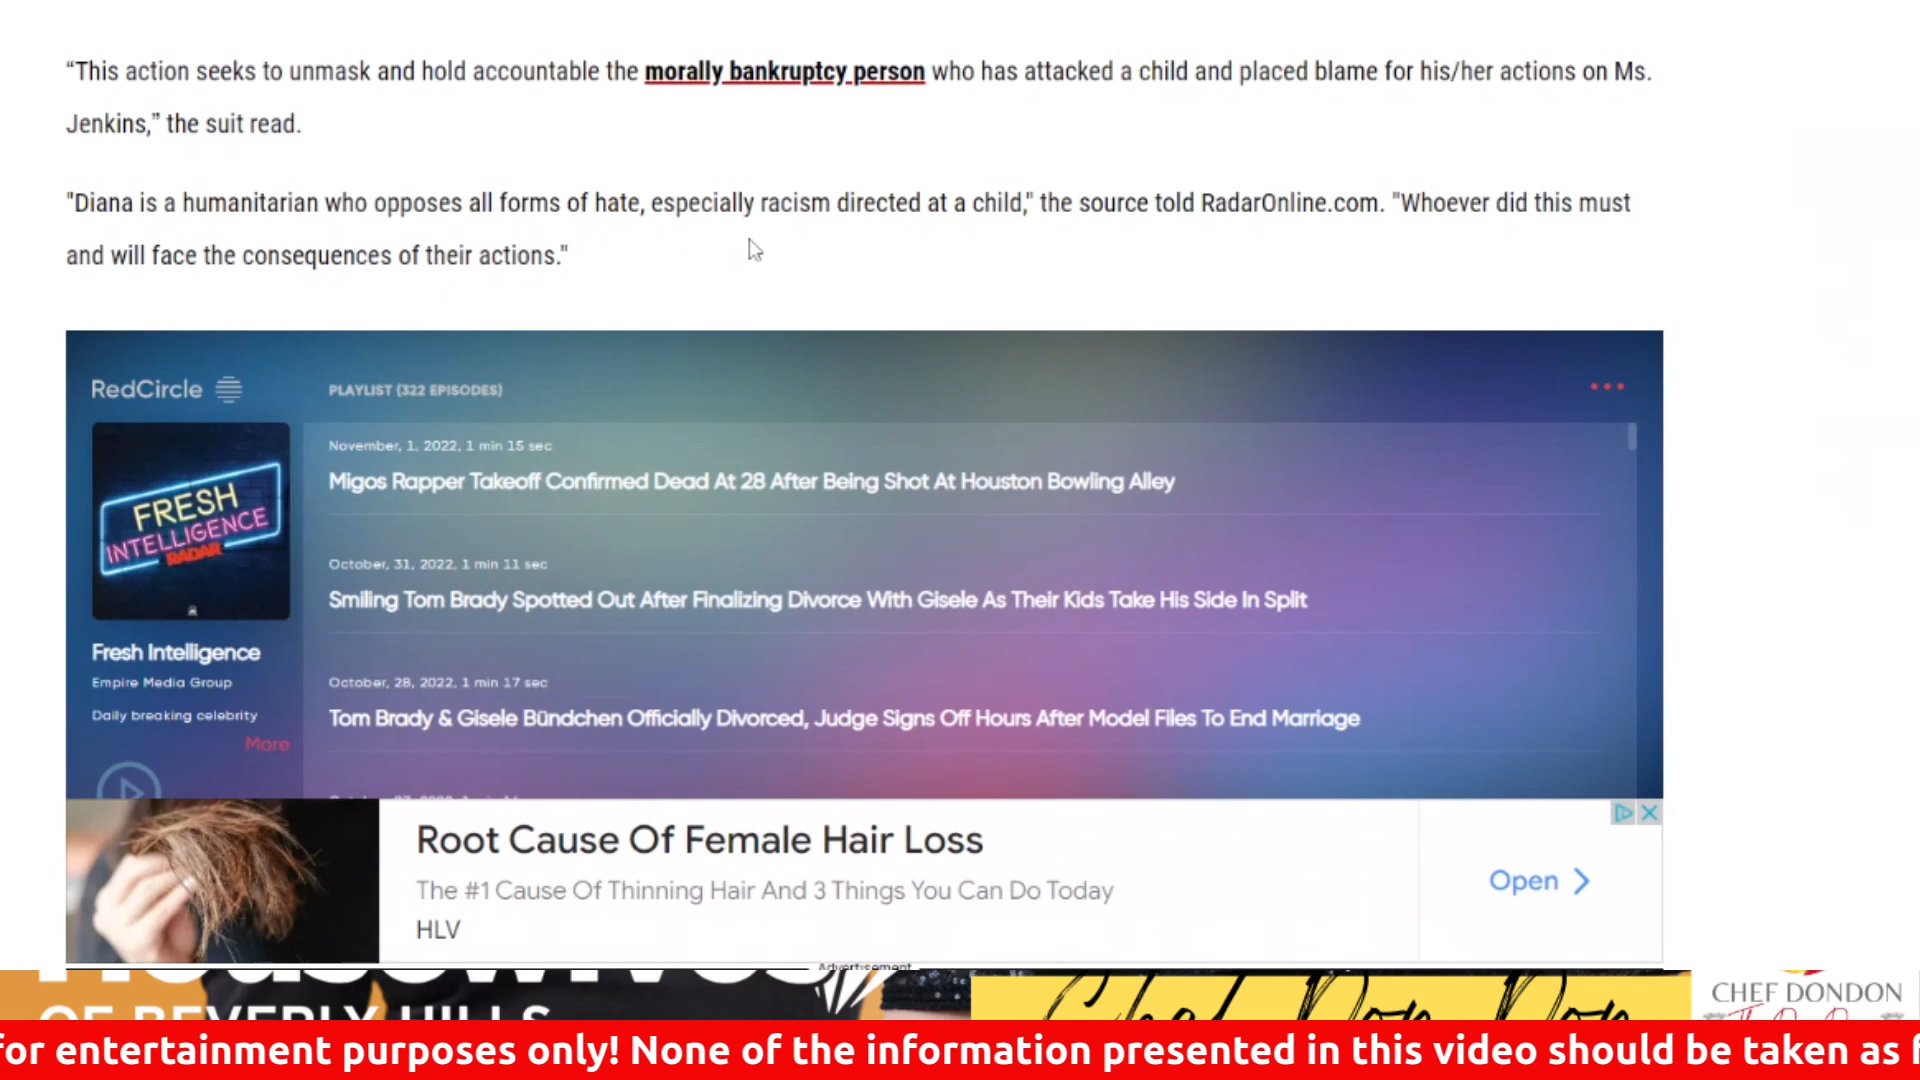 “This action seeks to unmask and hold accountable the morally bankruptcy person who has attacked a child and placed blame for his/her actions on Ms.
Jenkins,” the suit read.
"Diana is a humanitarian who opposes all forms of hate, especially racism directed at a child," the source told RadarOnline.com. "Whoever did this must
and will face the consequences of their actions."
RedCircle
PLAYLIST (322 EPISODES)
November, 1, 2022, 1 min 15 sec
Migos Rapper Takeoff Confirmed Dead At 28 After Being Shot At Houston Bowling Alley
FRESH
INTELLIGENCE
RADAR
October, 31, 2022, 1 min 11 sec
Smiling Tom Brady Spotted Out After Finalizing Divorce With Gisele As Their Kids Take His Side In Split
Fresh Intelligence
Empire Media Group
Daily breaking celebrity
More
October, 28, 2022, 1 min 17 sec
Tom Brady & Gisele Bündchen Officially Divorced, Judge Signs Off Hours After Model Files To End Marriage
Root Cause Of Female Hair Loss
The #1 Cause Of Thinning Hair And 3 Things You Can Do Today
HLV
Open
Advertisement
Housewives
OF BEVERLY HILLS
Chef Don Don
CHEF DONDON
for entertainment purposes only! None of the information presented in this video should be taken as